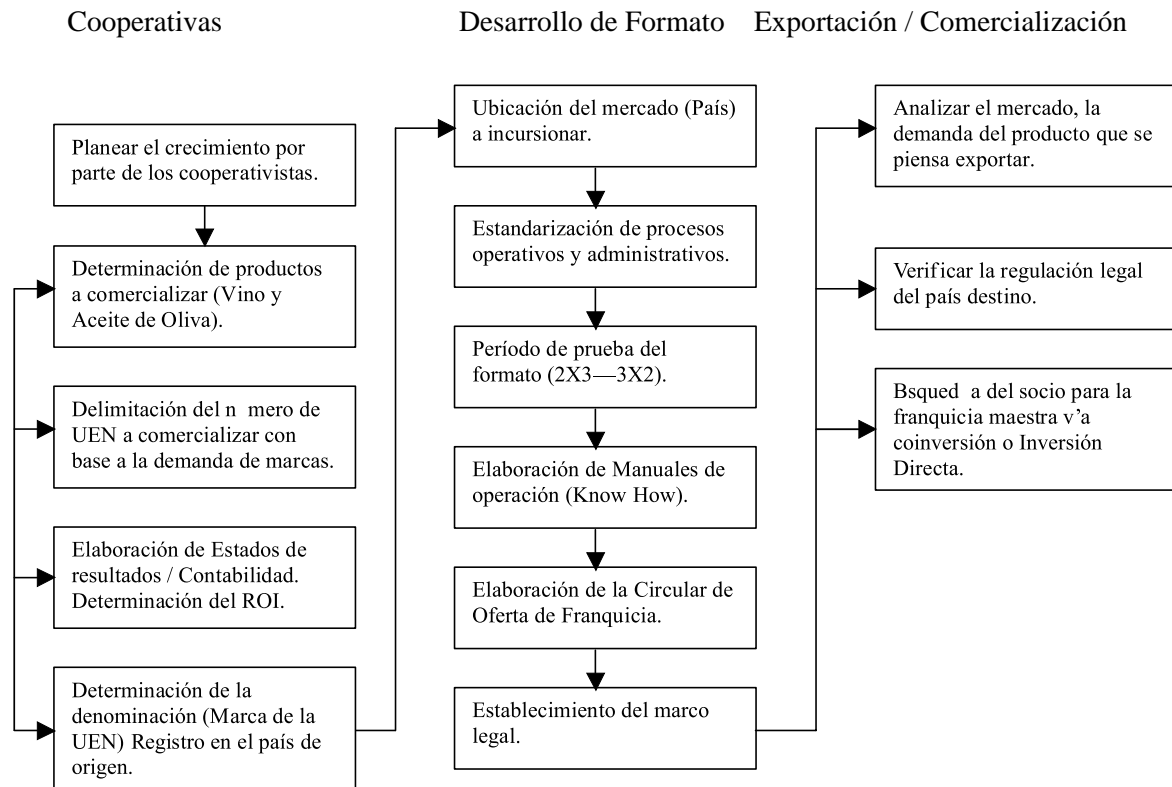 Cooperativas
Desarrollo de Formato
Exportación / Comercialización
Planear el crecimiento por
parte de los cooperativistas.
Determinación de productos
a comercializar (Vino y
Aceite de Oliva).
Delimitación del n mero de
UEN a comercializar con
base a la demanda de marcas.
Elaboración de Estados de
resultados / Contabilidad.
Determinación del ROI.
Determinación de la
denominación (Marca de la
UEN) Registro en el país de
origen.
Ubicación del mercado (País)
a incursionar.
Estandarización de procesos
operativos y administrativos.
Período de prueba del
formato (2X3—3X2).
Elaboración de Manuales de
operación (Know How).
Elaboración de la Circular de
Oferta de Franquicia.
Establecimiento del marco
legal.
Analizar el mercado, la
demanda del producto que se
piensa exportar.
Verificar la regulación legal
del país destino.
Bsqued a del socio para la
franquicia maestra v’a
coinversión o Inversión
Directa.